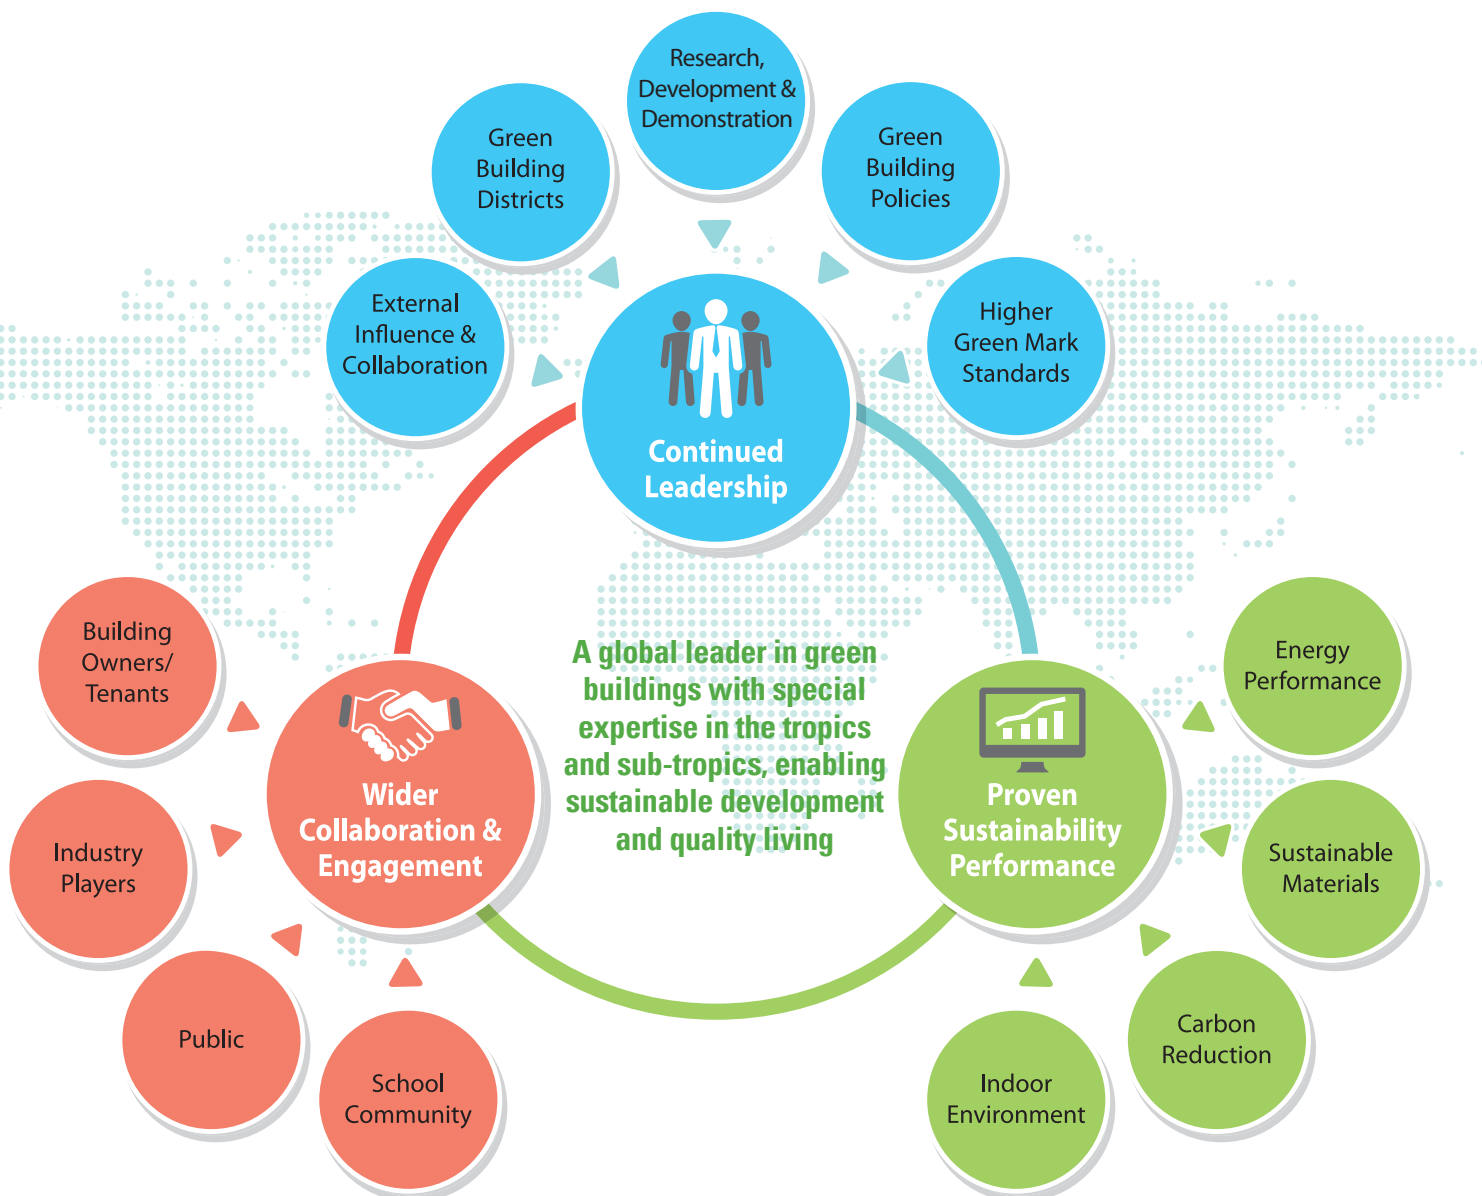 Research,
Development &
Demonstration
Green
Building
Districts
Green
Building
Policies
External
Influence &
Collaboration
Higher
Green Mark
Standards
Continued
Leadership
Building
Owners/
Tenants
Industry
Players
Public
School
Community
Wider
Collaboration &
Engagement
A global leader in green
buildings with special
expertise in the tropics
and sub-tropics, enabling
sustainable development
and quality living
Proven
Sustainability
Performance
Energy
Performance
Sustainable
Materials
Carbon
Reduction
Indoor
Environment